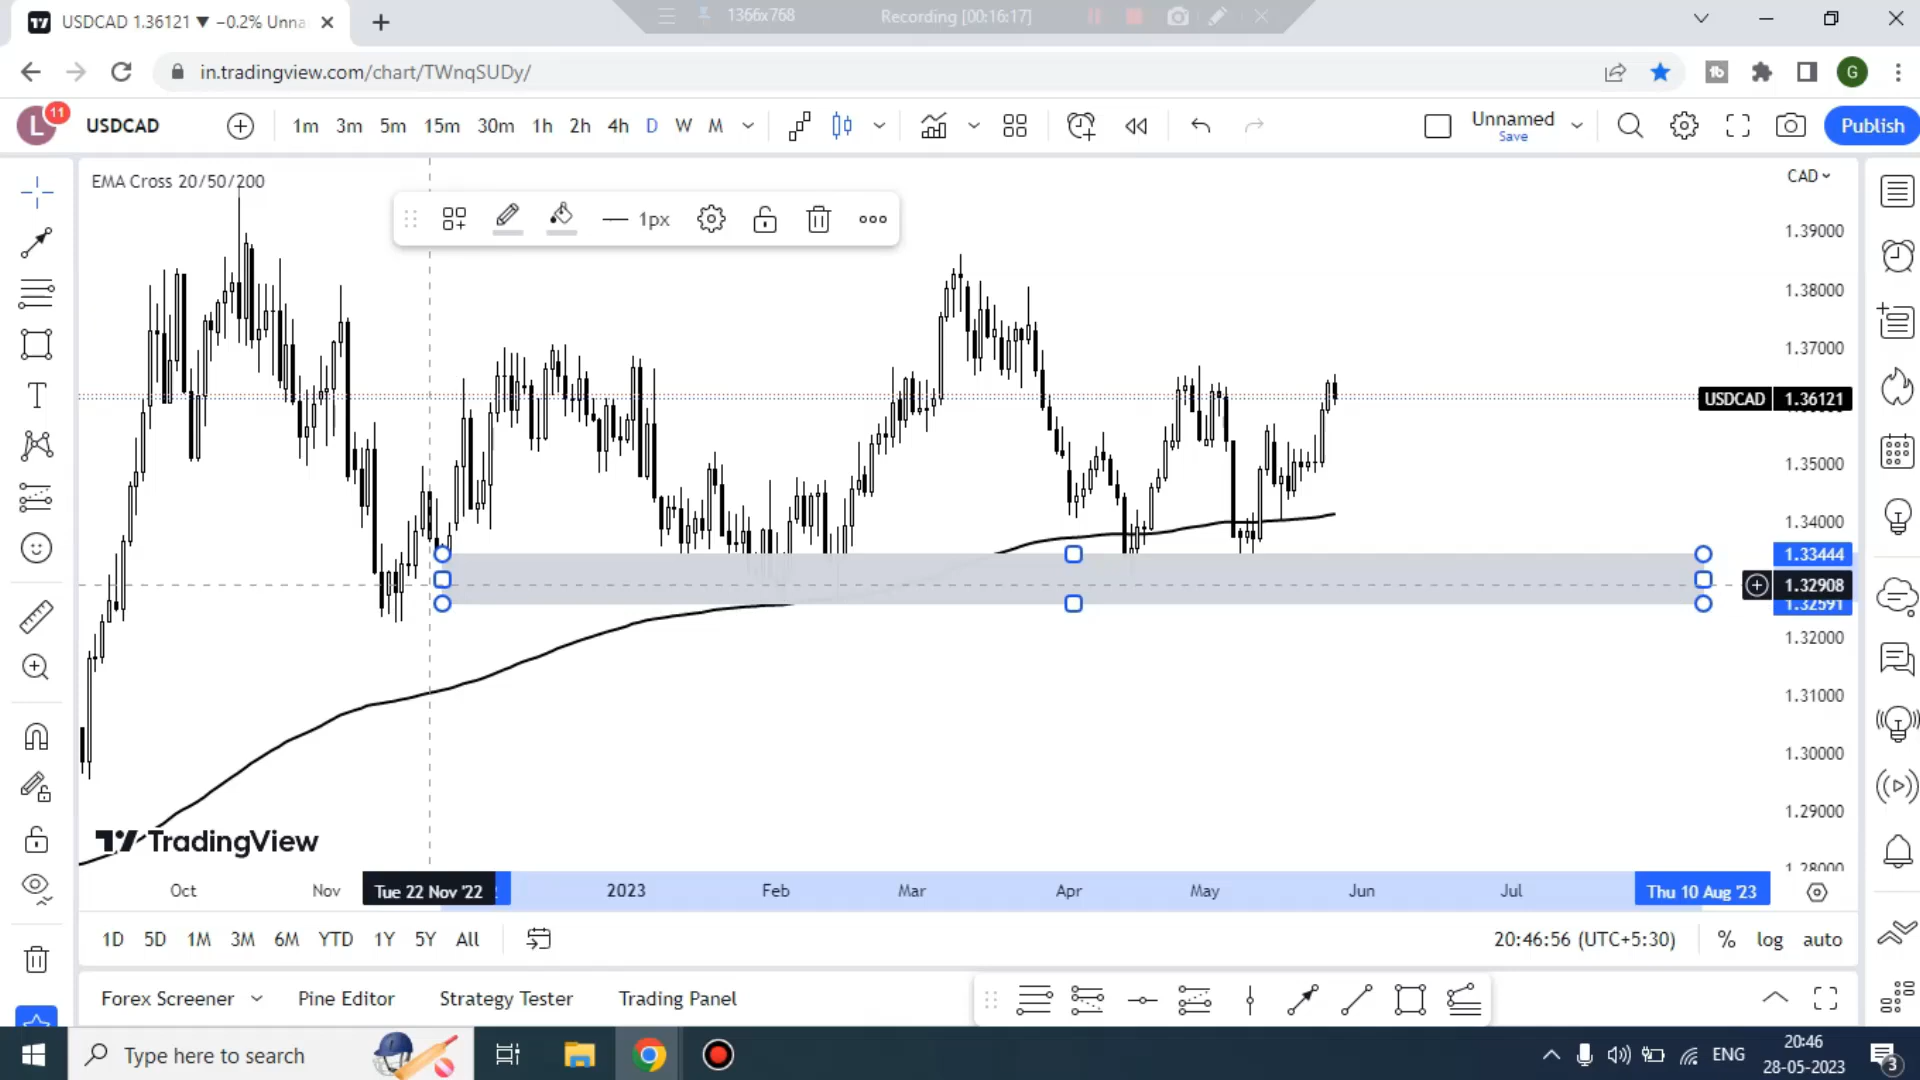 USDCAD 1.36121 ▼ −0.2% Unna
1366x768
Recording [00:16:17]
in.tradingview.com/chart/TWnqSUDy/
G
L
11
USDCAD
1m 3m 5m 15m 30m 1h 2h 4h D W M
Unnamed
Save
Publish
EMA Cross 20/50/200
1px
CAD
1.39000
1.38000
1.37000
USDCAD 1.36121
1.35000
1.34000
1.33444
1.32908
1.32591
1.32000
1.31000
1.30000
1.29000
1.28000
TradingView
Oct Nov Tue 22 Nov '22 2023 Feb Mar Apr May Jun Jul Thu 10 Aug '23
1D 5D 1M 3M 6M YTD 1Y 5Y All
20:46:56 (UTC+5:30) % log auto
Forex Screener Pine Editor Strategy Tester Trading Panel
Type here to search
ENG
20:46
28-05-2023
3